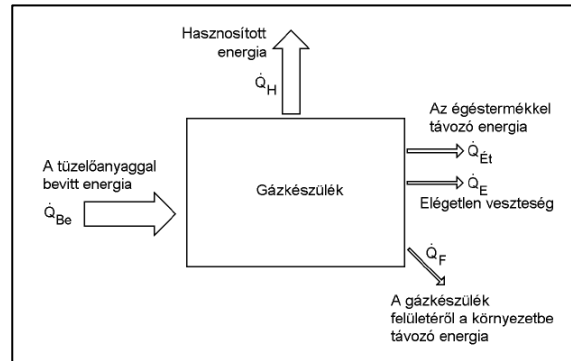 Hasznosított
energia
Q̇H
A tüzelőanyaggal
bevitt energia
Q̇Be
Gázkészülék
Az égéstermékkel
távozó energia
Q̇Ét
Q̇E
Elégetlen veszteség
Q̇F
A gázkészülék
felületéről a környezetbe
távozó energia